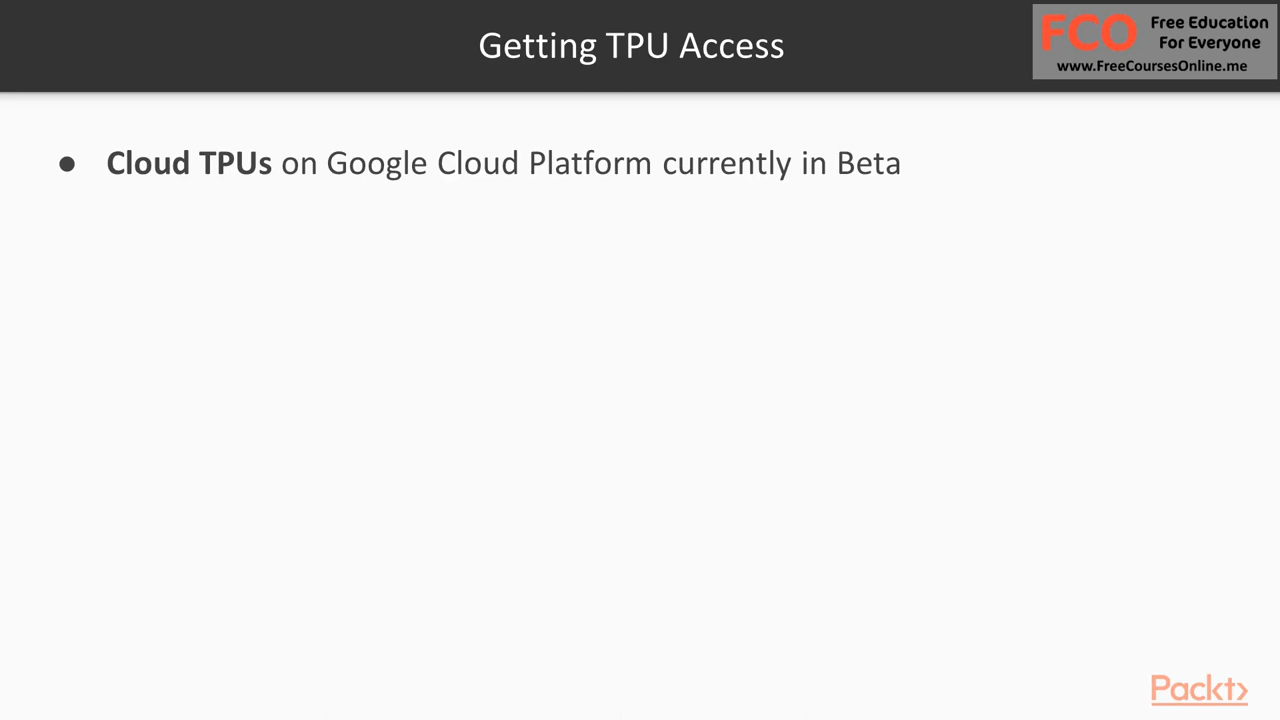 Getting TPU Access
FCO
Free Education
For Everyone
www.FreeCoursesOnline.me
● Cloud TPUs on Google Cloud Platform currently in Beta
Packt>